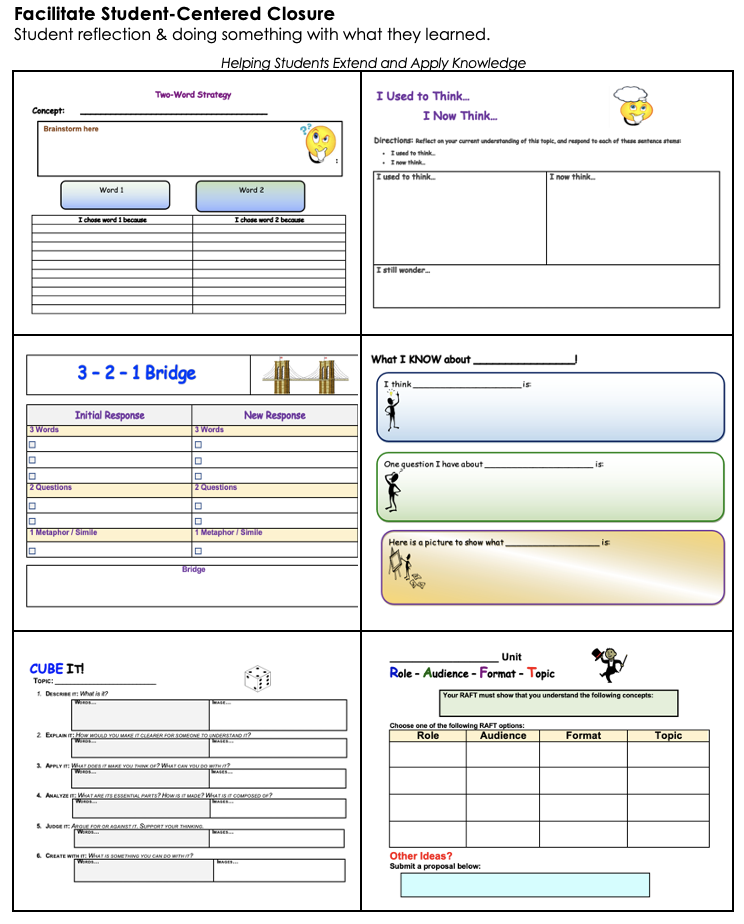 Facilitate Student-Centered Closure
Student reflection & doing something with what they learned.
Helping Students Extend and Apply Knowledge
Two-Word Strategy
Concept: ____________________
Brainstorm here
??
:
Word 1 Word 2
I chose word 1 because I chose word 2 because
I Used to Think...
I Now Think...
Directions: Reflect on your current understanding of this topic, and respond to each of these sentence stems:
• I used to think...
• I now think...
I used to think... I now think...
I still wonder...
3 – 2 – 1 Bridge
Initial Response New Response
3 Words 3 Words
2 Questions 2 Questions
1 Metaphor / Simile 1 Metaphor / Simile
Bridge
What I KNOW about _______________!
I think ____________________ is:
One question I have about ____________________ is:
Here is a picture to show what ________________ is:
CUBE IT!
Topic: ____________________
1. Describe it: What is it?
Words... Image...
2. Explain it: How would you make it clearer for someone to understand it?
Words... Images...
3. Apply it: What does it make you think of? What can you do with it?
Words... Images...
4. Analyze it: What are its essential parts? How is it made? What is it composed of?
Words... Images...
5. Judge it: Argue for or against it. Support your thinking.
Words... Images...
6. Create with it: What is something you can do with it?
Words... Images...
____________________ Unit
Role - Audience - Format - Topic
Your RAFT must show that you understand the following concepts:
Choose one of the following RAFT options:
Role Audience Format Topic
Other Ideas?
Submit a proposal below: